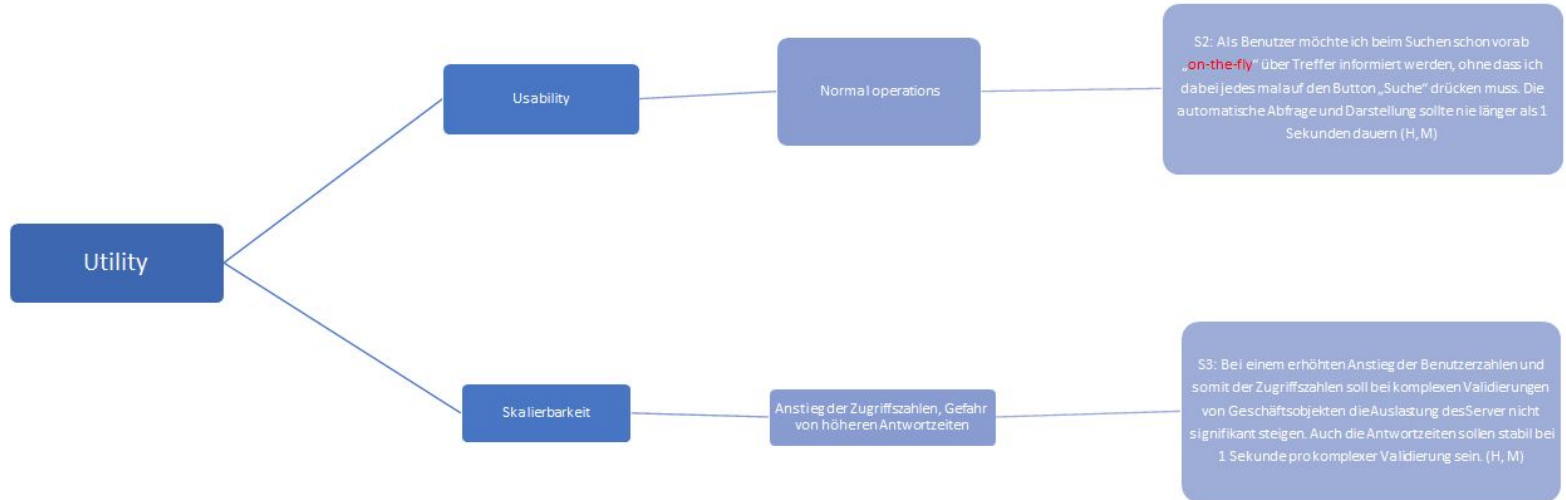 Utility
Usability
Normal operations
S2: Als Benutzer möchte ich beim Suchen schon vorab
„on-the-fly“ über Treffer informiert werden, ohne dass ich
dabei jedes mal auf den Button „Suche“ drücken muss. Die
automatische Abfrage und Darstellung sollte nie länger als 1
Sekunden dauern (H, M)
Skalierbarkeit
Anstieg der Zugriffszahlen, Gefahr
von höheren Antwortzeiten
S3: Bei einem erhöhten Anstieg der Benutzerzahlen und
somit der Zugriffszahlen soll bei komplexen Validierungen
von Geschäftsobjekten die Auslastung des Server nicht
signifikant steigen. Auch die Antwortzeiten sollen stabil bei
1 Sekunde pro komplexer Validierung sein. (H, M)